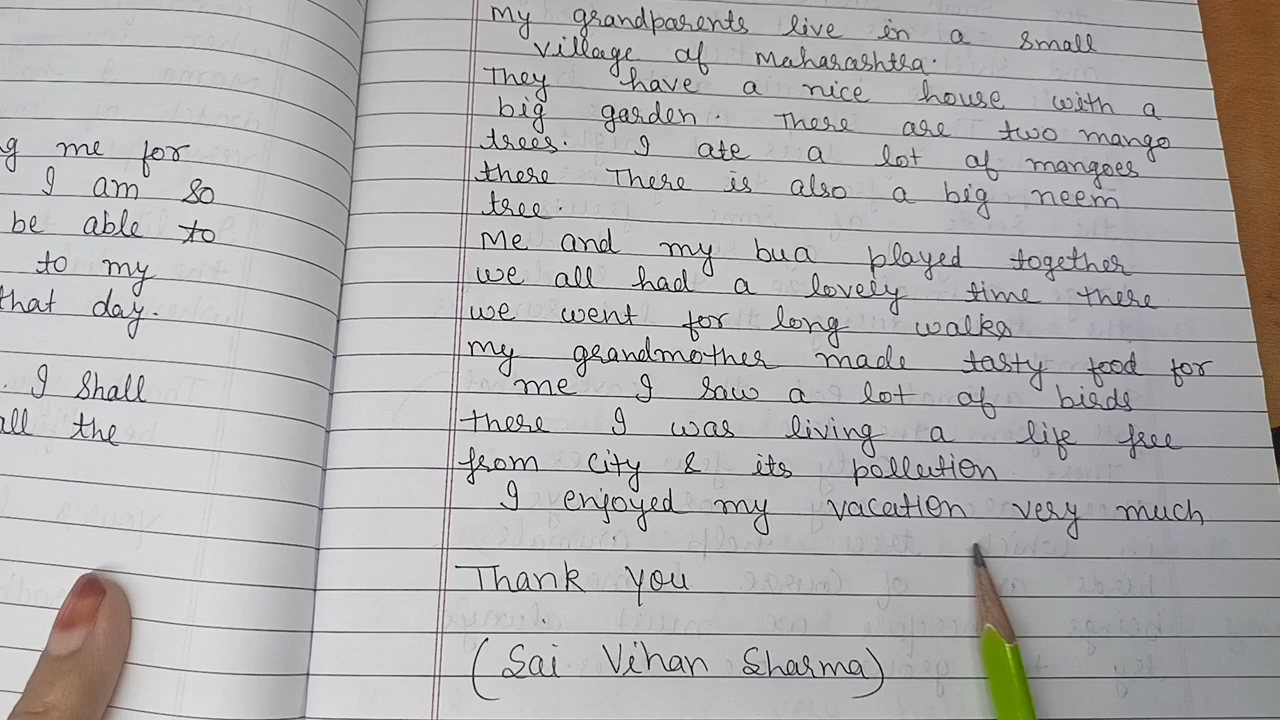 g me for
I am so
be able to
to my
that day.
. I shall
all the
My grandparents live in a small
village of Maharashtra.
They have a nice house with a
big garden. There are two mango
trees. I ate a lot of mangoes
there There is also a big neem
tree.
Me and my bua played together
we all had a lovely time there
we went for long walks
My grandmother made tasty food for
me I saw a lot of birds
there I was living a life free
from city & its pollution
I enjoyed my vacation very much
Thank you
(Sai Vihan Sharma)